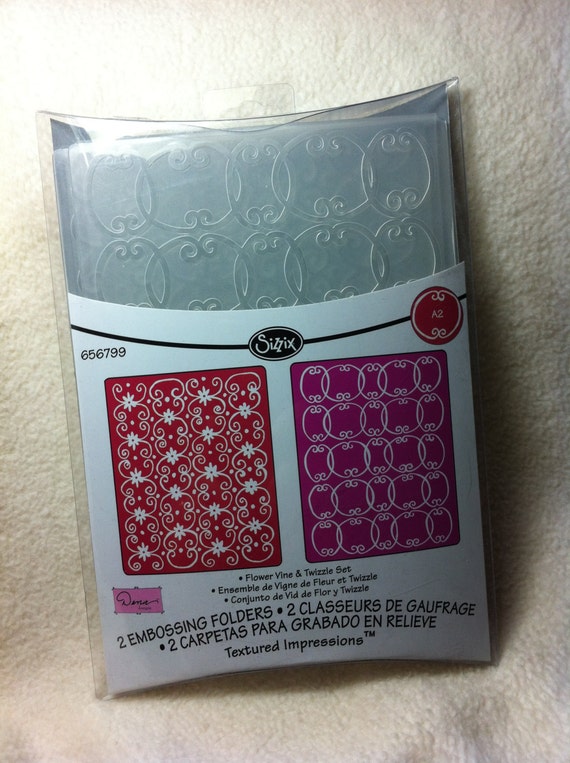 A2
Sizzix
656799
• Flower Vine & Twizzle Set
• Ensemble de Vigne de Fleur et Twizzle
• Conjunto de Vid de Flor y Twizzle
2 EMBOSSING FOLDERS • 2 CLASSEURS DE GAUFRAGE
• 2 CARPETAS PARA GRABADO EN RELIEVE
Textured Impressions™